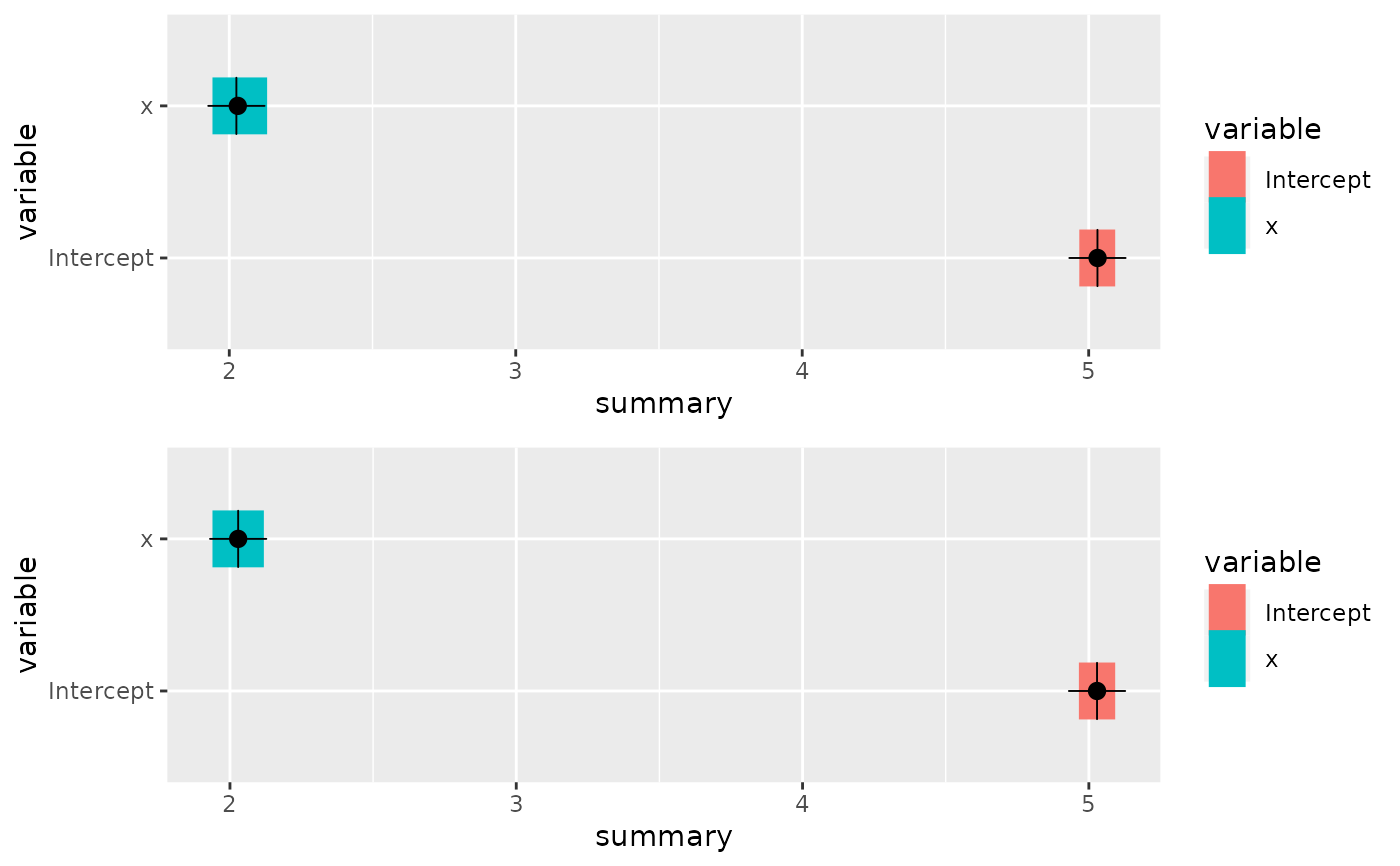 variable
x
Intercept
2 3 4 5
summary
variable
Intercept
x
variable
x
Intercept
2 3 4 5
summary
variable
Intercept
x